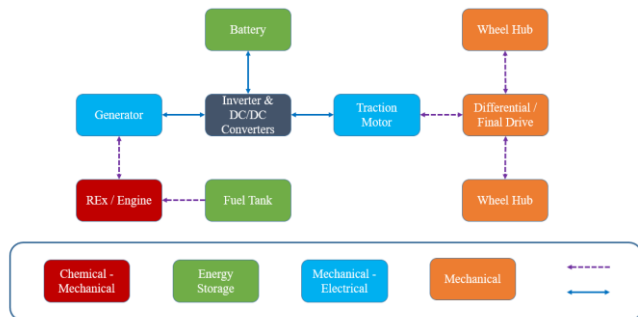 Battery
Wheel Hub
Generator
Inverter &
DC/DC
Converters
Traction
Motor
Differential /
Final Drive
REx / Engine
Fuel Tank
Wheel Hub
Chemical -
Mechanical
Energy
Storage
Mechanical -
Electrical
Mechanical